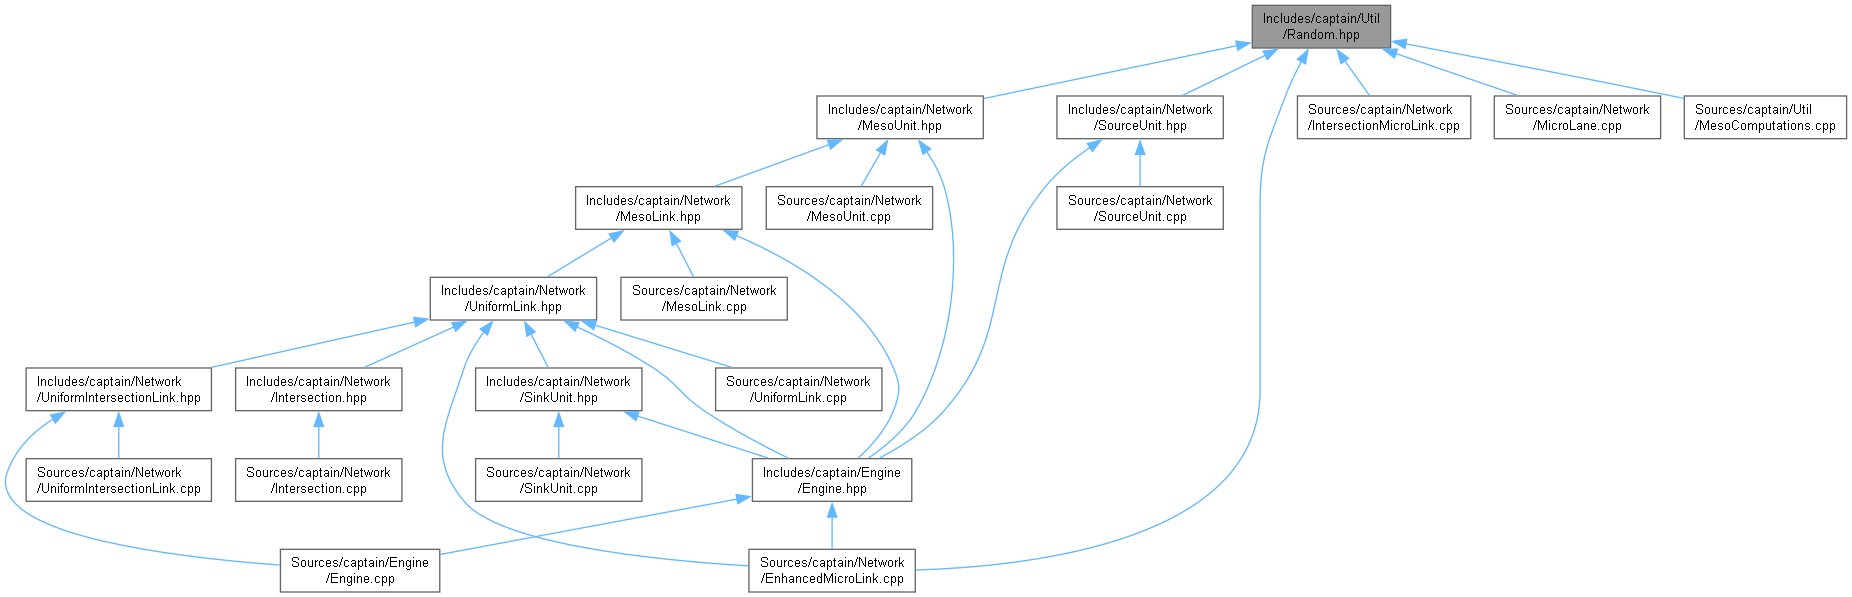 Includes/captain/Util
/Random.hpp
Includes/captain/Network
/MesoUnit.hpp
Includes/captain/Network
/SourceUnit.hpp
Sources/captain/Network
/IntersectionMicroLink.cpp
Sources/captain/Network
/MicroLane.cpp
Sources/captain/Util
/MesoComputations.cpp
Includes/captain/Network
/MesoLink.hpp
Sources/captain/Network
/MesoUnit.cpp
Sources/captain/Network
/SourceUnit.cpp
Includes/captain/Network
/UniformLink.hpp
Sources/captain/Network
/MesoLink.cpp
Includes/captain/Network
/UniformIntersectionLink.hpp
Includes/captain/Network
/Intersection.hpp
Includes/captain/Network
/SinkUnit.hpp
Sources/captain/Network
/UniformLink.cpp
Sources/captain/Network
/UniformIntersectionLink.cpp
Sources/captain/Network
/Intersection.cpp
Sources/captain/Network
/SinkUnit.cpp
Includes/captain/Engine
/Engine.hpp
Sources/captain/Engine
/Engine.cpp
Sources/captain/Network
/EnhancedMicroLink.cpp